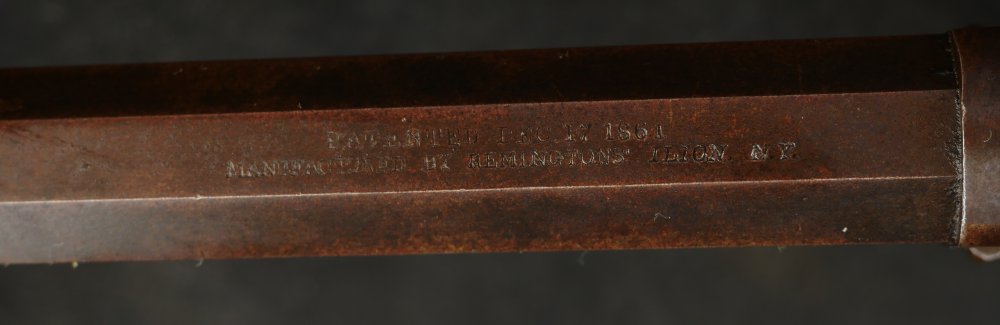 PATENTED DEC. 17 1861
MANUFACTURED BY REMINGTONS' ILION. N.Y.